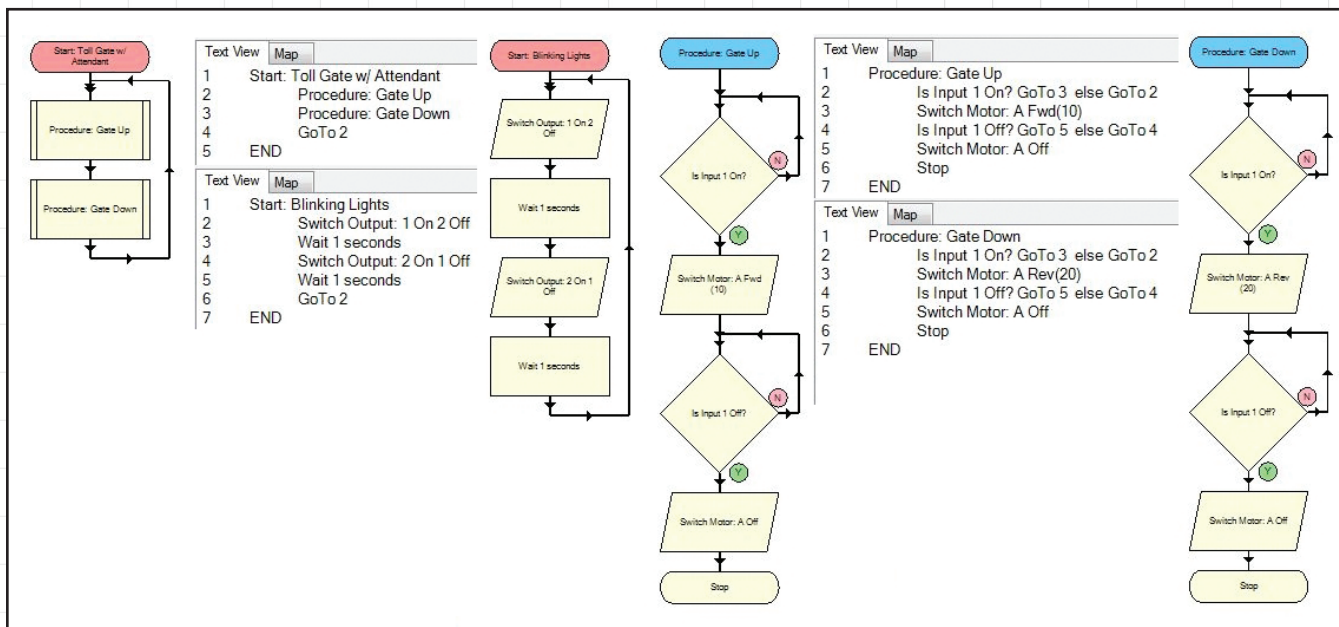 Start: Toll Gate w/
Attendant
Procedure: Gate Up
Procedure: Gate Down
Text View Map
1 Start: Toll Gate w/ Attendant
2 Procedure: Gate Up
3 Procedure: Gate Down
4 GoTo 2
5 END
Text View Map
1 Start: Blinking Lights
2 Switch Output: 1 On 2 Off
3 Wait 1 seconds
4 Switch Output: 2 On 1 Off
5 Wait 1 seconds
6 GoTo 2
7 END
Start: Blinking Lights
Switch Output: 1 On 2
Off
Wait 1 seconds
Switch Output: 2 On 1
Off
Wait 1 seconds
Procedure: Gate Up
Is Input 1 On?
N
Y
Switch Motor: A Fwd
(10)
Is Input 1 Off?
N
Y
Switch Motor: A Off
Stop
Text View Map
1 Procedure: Gate Up
2 Is Input 1 On? GoTo 3 else GoTo 2
3 Switch Motor: A Fwd(10)
4 Is Input 1 Off? GoTo 5 else GoTo 4
5 Switch Motor: A Off
6 Stop
7 END
Text View Map
1 Procedure: Gate Down
2 Is Input 1 On? GoTo 3 else GoTo 2
3 Switch Motor: A Rev(20)
4 Is Input 1 Off? GoTo 5 else GoTo 4
5 Switch Motor: A Off
6 Stop
7 END
Procedure: Gate Down
Is Input 1 On?
N
Y
Switch Motor: A Rev
(20)
Is Input 1 Off?
N
Y
Switch Motor: A Off
Stop